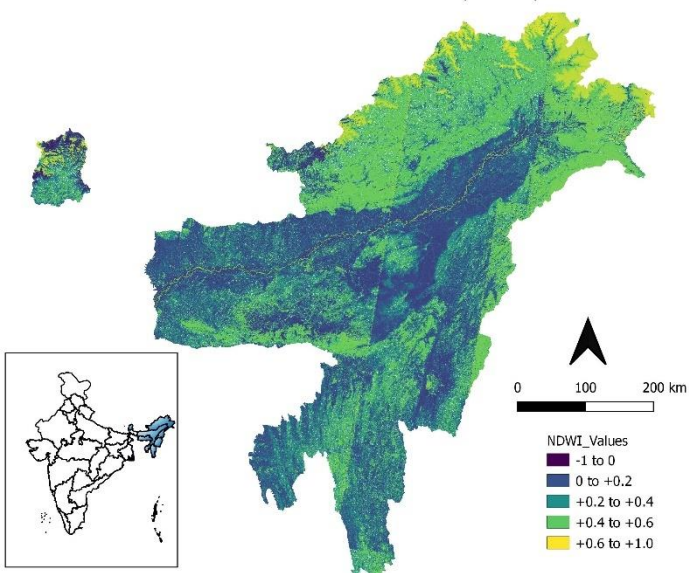 0 100 200 km
NDWI_Values
-1 to 0
0 to +0.2
+0.2 to +0.4
+0.4 to +0.6
+0.6 to +1.0